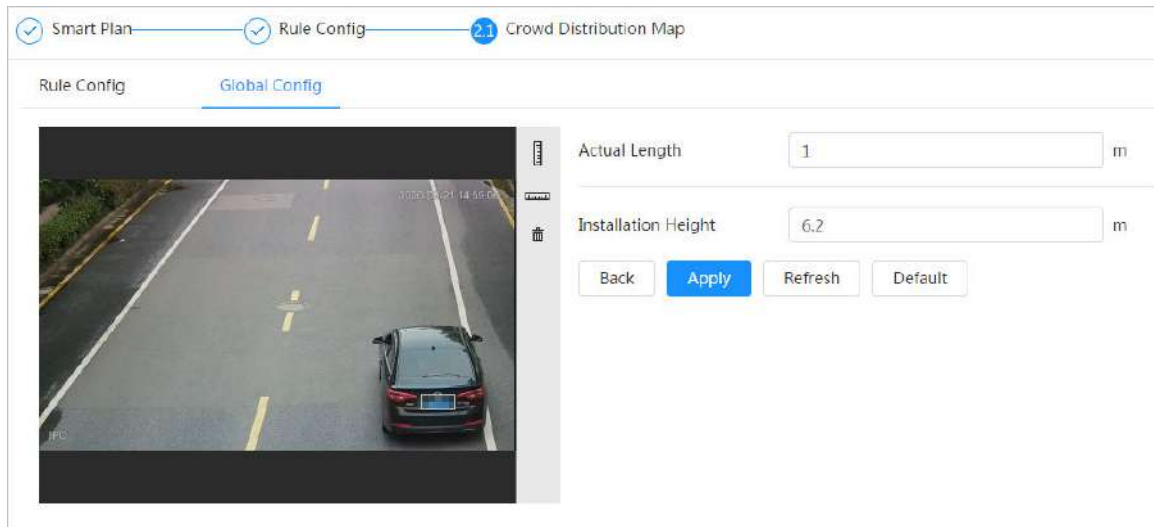 Smart Plan
Rule Config
2.1 Crowd Distribution Map
Rule Config
Global Config
Actual Length
1
m
Installation Height
6.2
m
Back
Apply
Refresh
Default
IPC